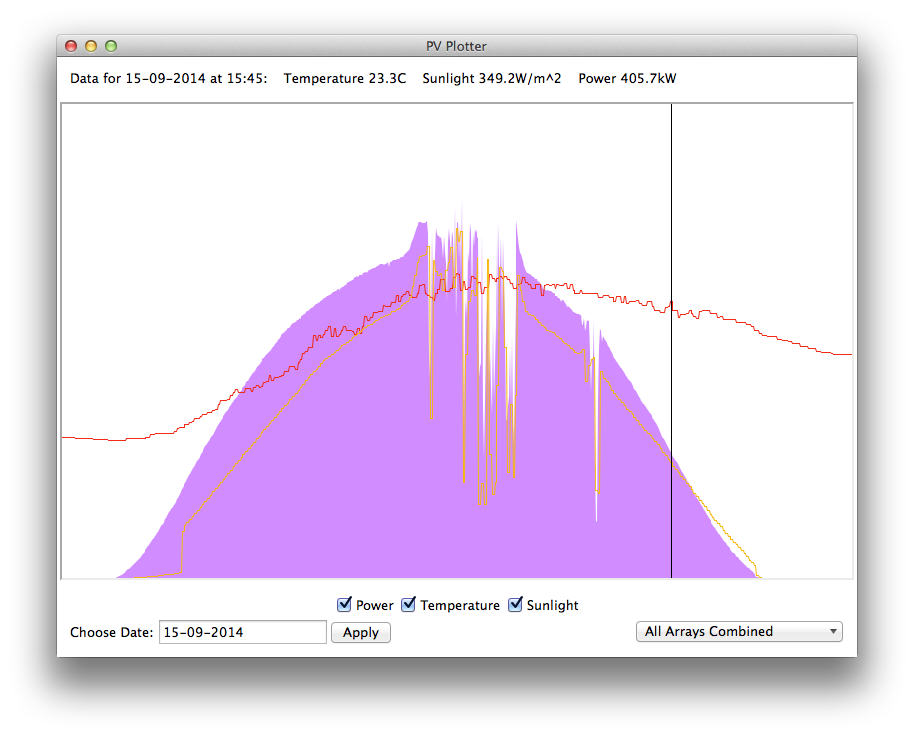 PV Plotter
Data for 15-09-2014 at 15:45: Temperature 23.3C Sunlight 349.2W/m^2 Power 405.7kW
Power Temperature Sunlight
Choose Date: 15-09-2014 Apply All Arrays Combined